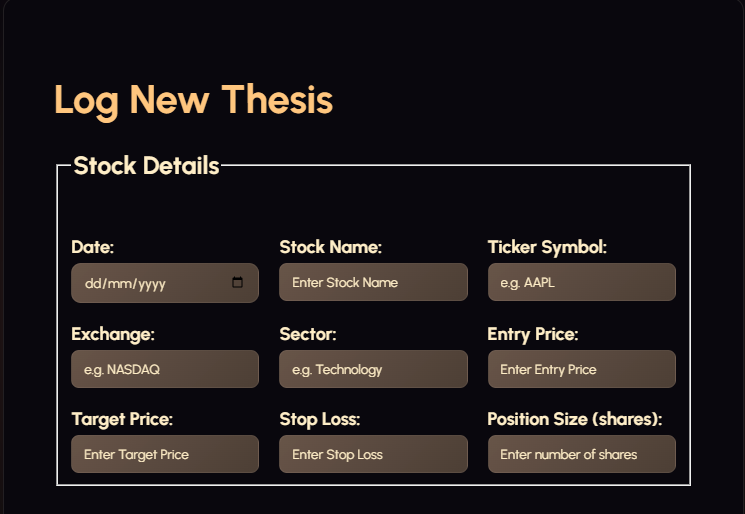 Log New Thesis
Stock Details
Date: Stock Name: Ticker Symbol:
dd/mm/yyyy Enter Stock Name e.g. AAPL
Exchange: Sector: Entry Price:
e.g. NASDAQ e.g. Technology Enter Entry Price
Target Price: Stop Loss: Position Size (shares):
Enter Target Price Enter Stop Loss Enter number of shares